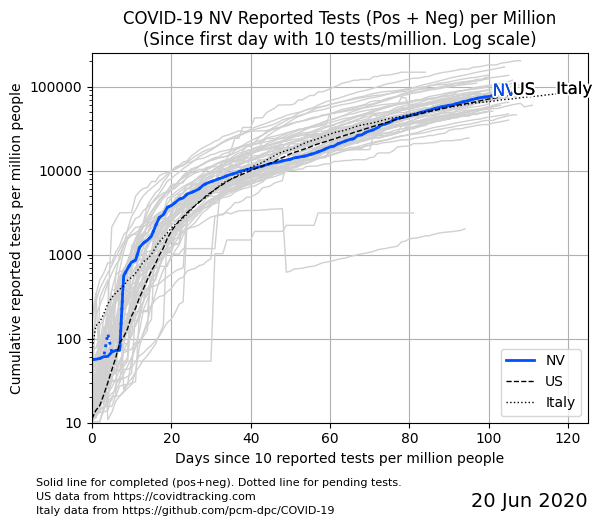 COVID-19 NV Reported Tests (Pos + Neg) per Million
(Since first day with 10 tests/million. Log scale)
Cumulative reported tests per million people
100000
10000
1000
100
10
NV
US
Italy
NV
US
Italy
0
20
40
60
80
100
120
Days since 10 reported tests per million people
Solid line for completed (pos+neg). Dotted line for pending tests.
US data from https://covidtracking.com
Italy data from https://github.com/pcm-dpc/COVID-19
20 Jun 2020